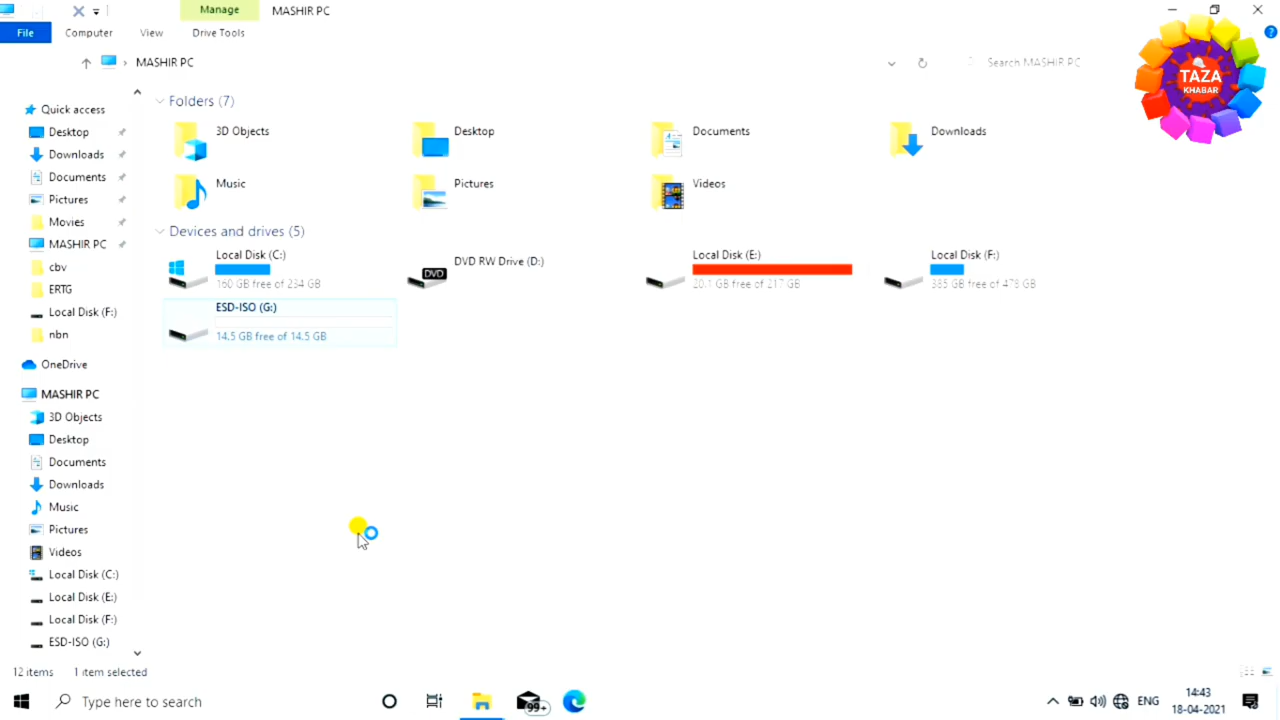 Manage
MASHIR PC
File
Computer
View
Drive Tools
MASHIR PC
Search MASHIR PC
TAZA
KHABAR
Quick access
Desktop
Downloads
Documents
Pictures
Movies
MASHIR PC
cbv
ERTG
Local Disk (F:)
nbn
OneDrive
MASHIR PC
3D Objects
Desktop
Documents
Downloads
Music
Pictures
Videos
Local Disk (C:)
Local Disk (E:)
Local Disk (F:)
ESD-ISO (G:)
Folders (7)
3D Objects
Desktop
Documents
Downloads
Music
Pictures
Videos
Devices and drives (5)
Local Disk (C:)
160 GB free of 234 GB
DVD
DVD RW Drive (D:)
Local Disk (E:)
20.1 GB free of 217 GB
Local Disk (F:)
385 GB free of 478 GB
ESD-ISO (G:)
14.5 GB free of 14.5 GB
12 items
1 item selected
Type here to search
99+
ENG
14:43
18-04-2021